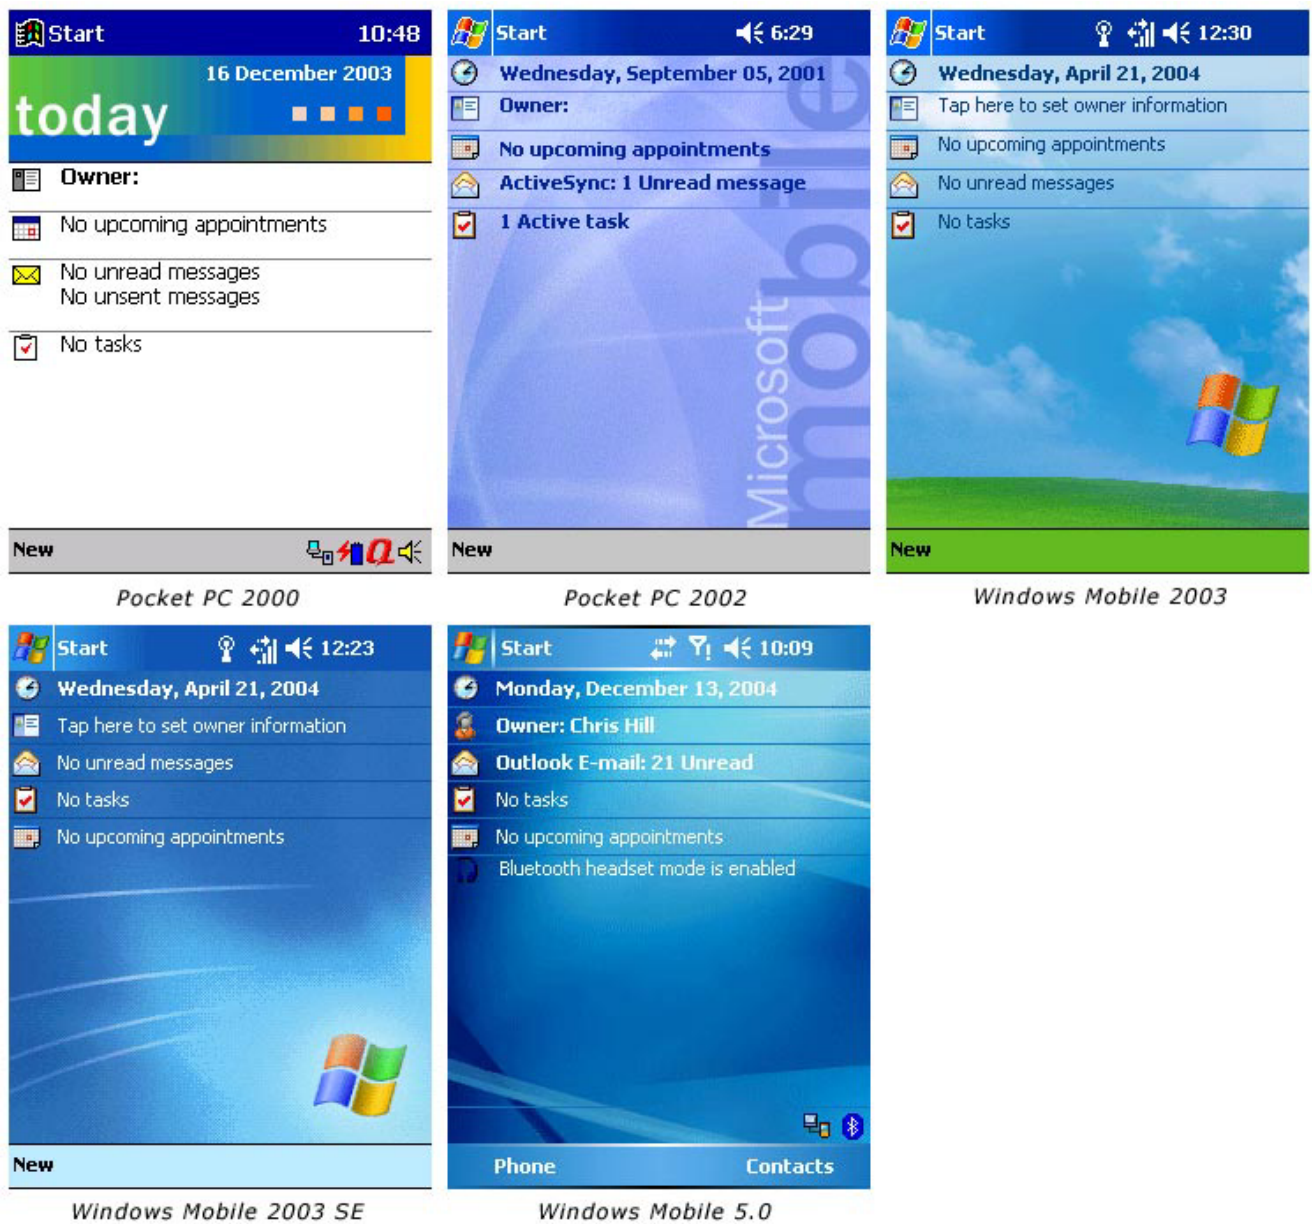 Start 10:48
16 December 2003
today
Owner:
No upcoming appointments
No unread messages
No unsent messages
No tasks
New
Pocket PC 2000
Start 6:29
Wednesday, September 05, 2001
Owner:
No upcoming appointments
ActiveSync: 1 Unread message
1 Active task
Microsoft
mobile
New
Pocket PC 2002
Start 12:30
Wednesday, April 21, 2004
Tap here to set owner information
No upcoming appointments
No unread messages
No tasks
New
Windows Mobile 2003
Start 12:23
Wednesday, April 21, 2004
Tap here to set owner information
No unread messages
No tasks
No upcoming appointments
New
Windows Mobile 2003 SE
Start 10:09
Monday, December 13, 2004
Owner: Chris Hill
Outlook E-mail: 21 Unread
No tasks
No upcoming appointments
Bluetooth headset mode is enabled
Phone Contacts
Windows Mobile 5.0